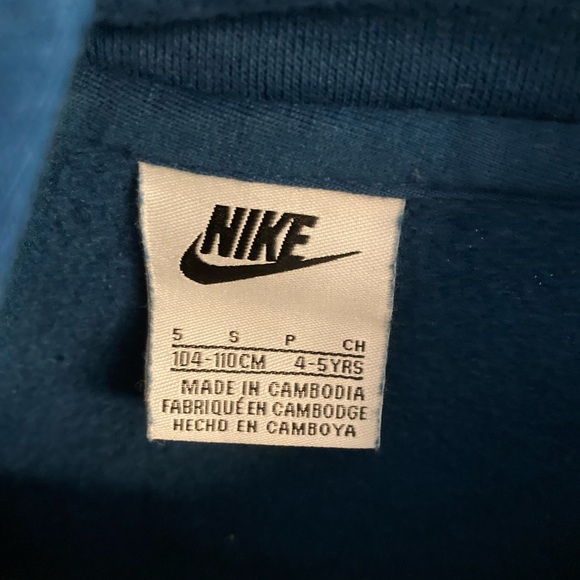 NIKE
5 S P CH
104-110CM 4-5YRS
MADE IN CAMBODIA
FABRIQUÉ EN CAMBODGE
HECHO EN CAMBOYA